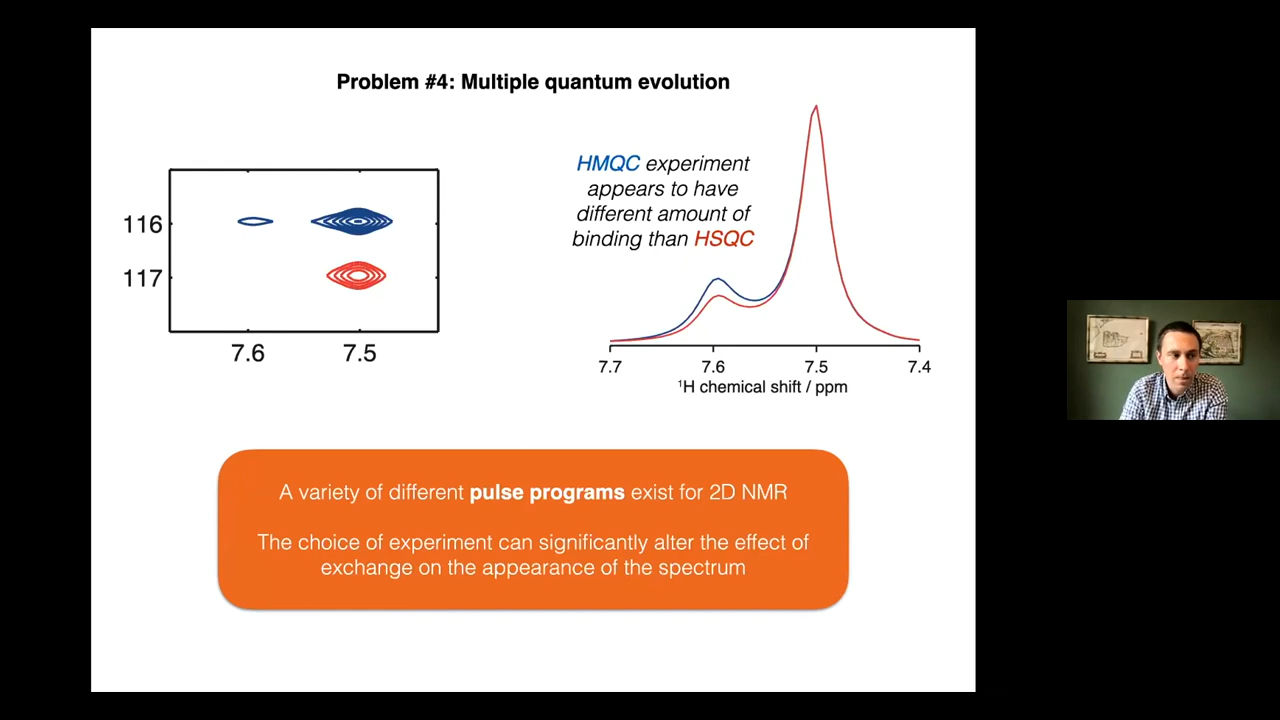 Problem #4: Multiple quantum evolution
116
117
7.6 7.5
HMQC experiment
appears to have
different amount of
binding than HSQC
7.7 7.6 7.5 7.4
¹H chemical shift / ppm
A variety of different pulse programs exist for 2D NMR
The choice of experiment can significantly alter the effect of
exchange on the appearance of the spectrum